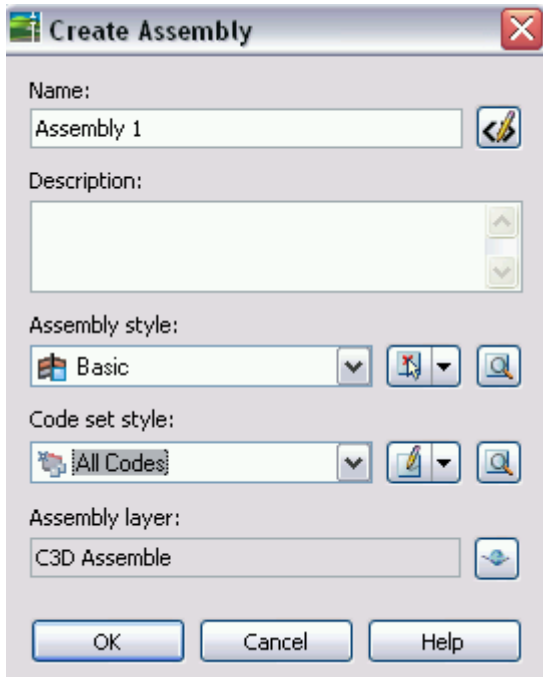 Create Assembly
Name:
Assembly 1
Description:
Assembly style:
Basic
Code set style:
All Codes
Assembly layer:
C3D Assemble
OK Cancel Help